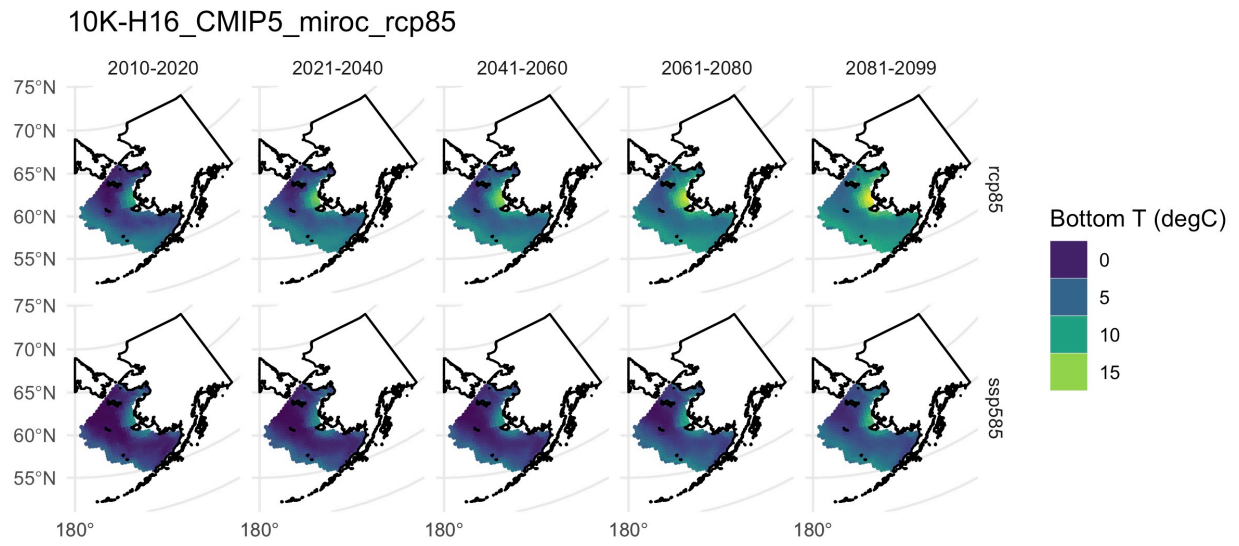 10K-H16_CMIP5_miroc_rcp85
2010-2020 2021-2040 2041-2060 2061-2080 2081-2099
75°N
70°N
65°N
60°N
55°N
rcp85
75°N
70°N
65°N
60°N
55°N
ssp585
180° 180° 180° 180° 180°
Bottom T (degC)
0
5
10
15